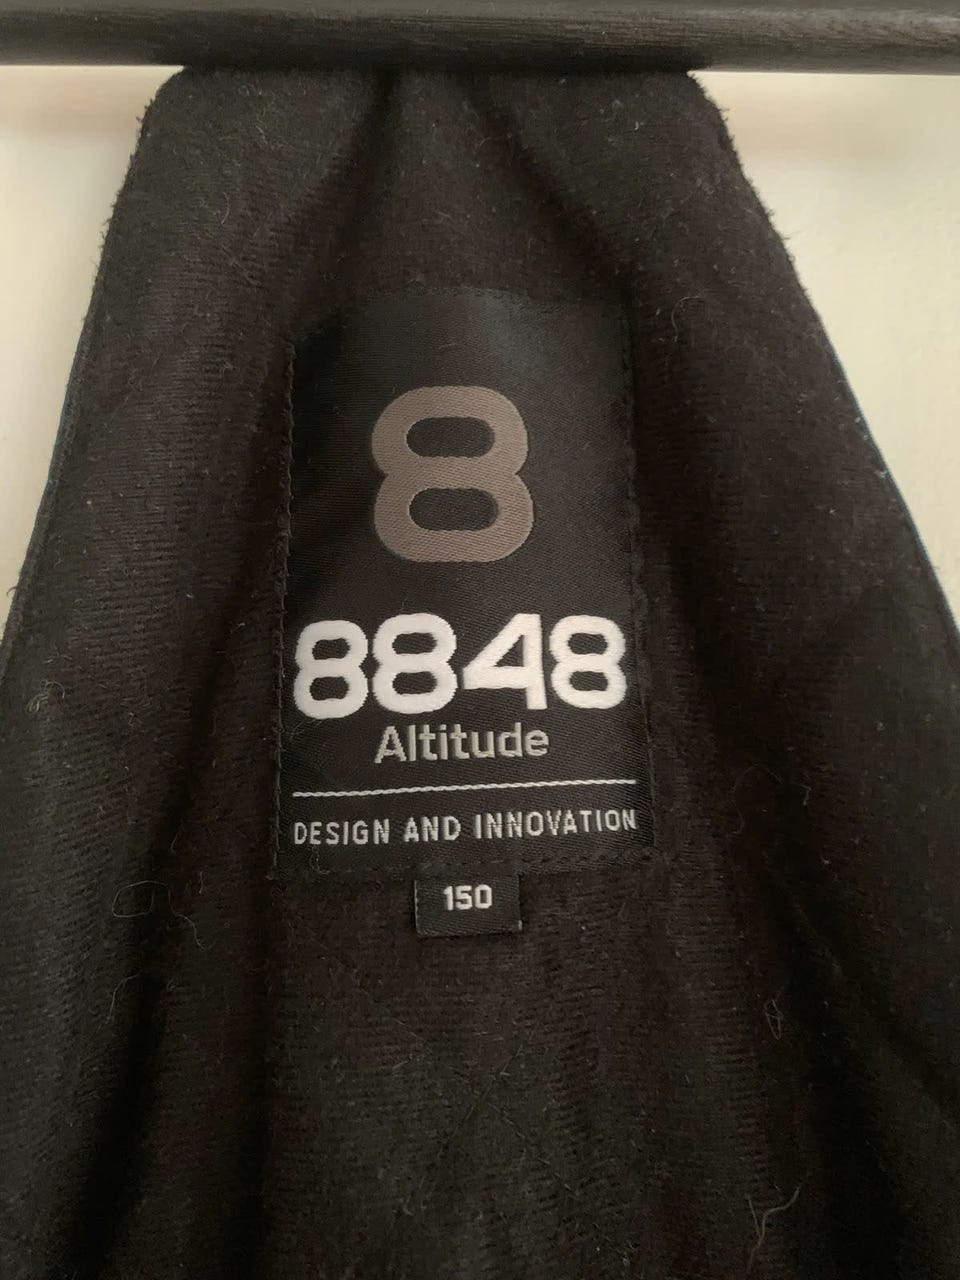 8
8848
Altitude
DESIGN AND INNOVATION
150